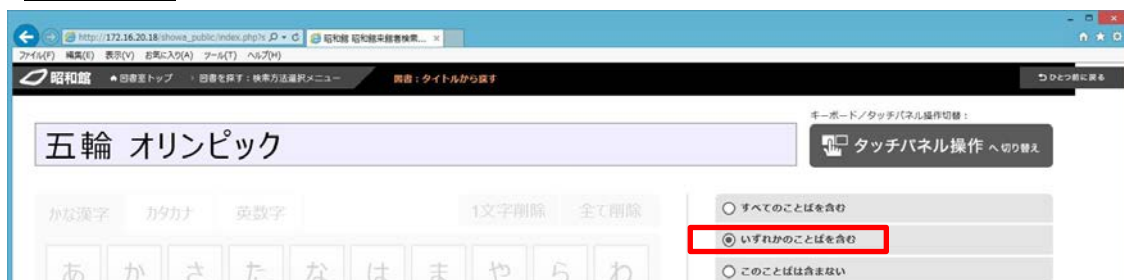 http://172.16.20.18/showa_public/index.php?s
昭和館 昭和館来館者検索...
ファイル(F) 編集(E) 表示(V) お気に入り(A) ツール(T) ヘルプ(H)
昭和館 図書室トップ 図書を探す：検索方法選択メニュー 図書：タイトルから探す ひとつ前に戻る
キーボード／タッチパネル操作切替：
五輪 オリンピック
タッチパネル操作 へ切り替え
かな漢字 カタカナ 英数字 1文字削除 全て削除
すべてのことばを含む
いずれかのことばを含む
あ か さ た な は ま や ら わ
このことばは含まない